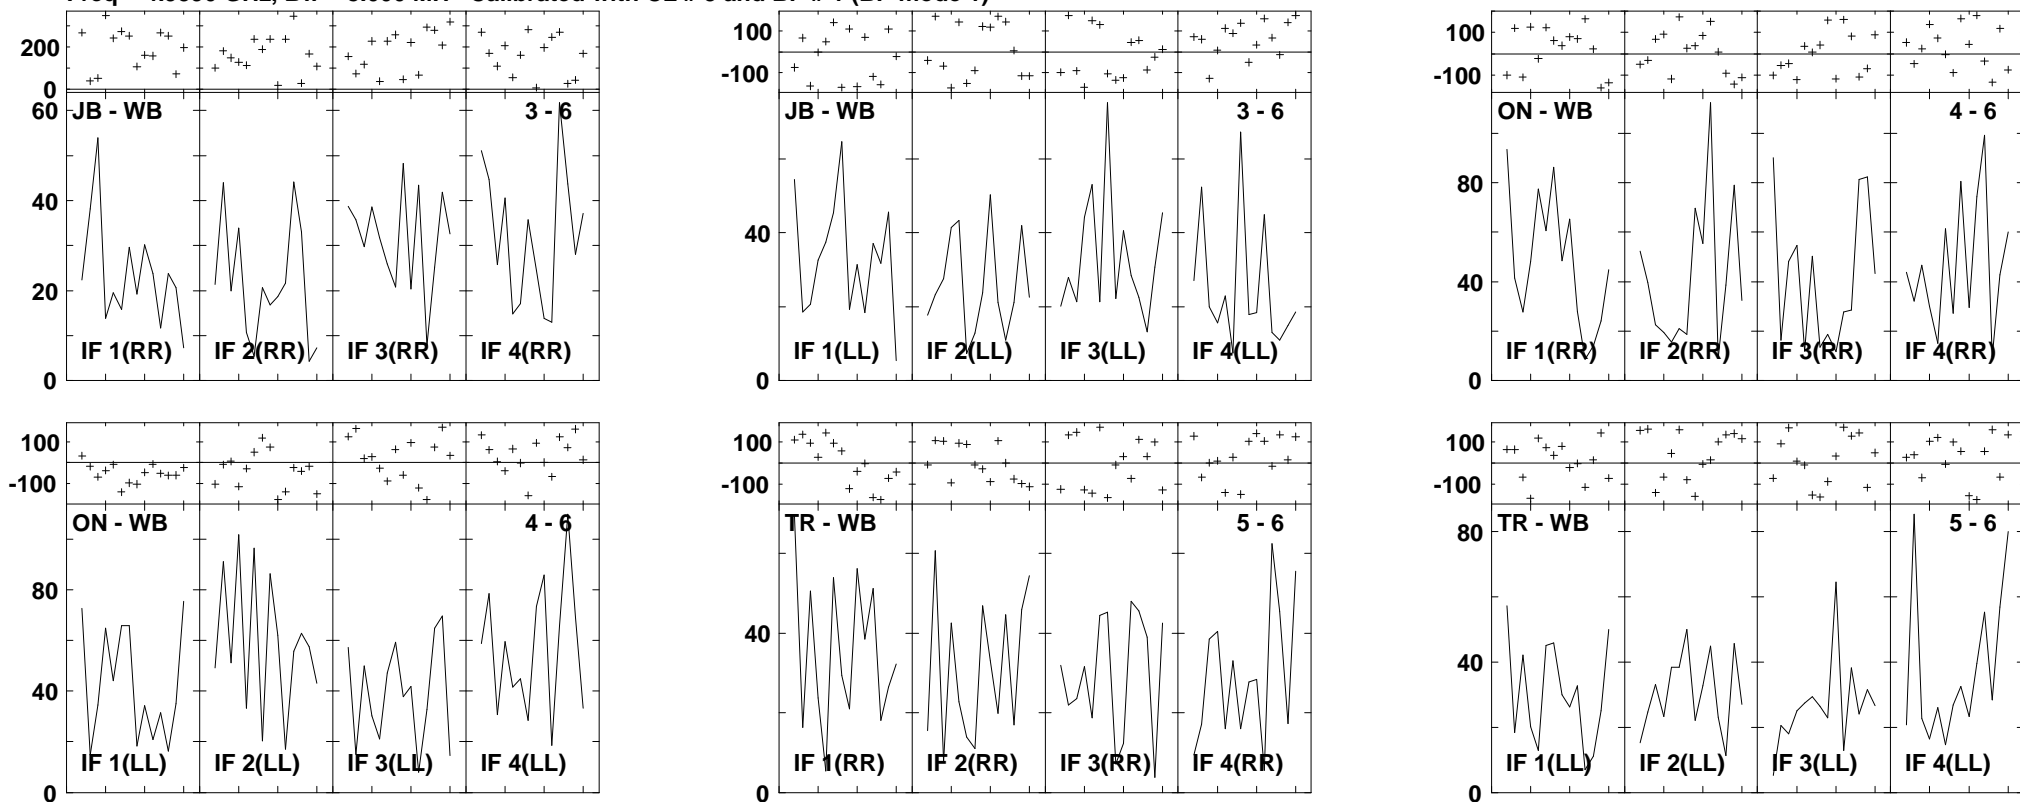 200
0
60
40
20
0
JB - WB
3 - 6
IF 1(RR)
IF 2(RR)
IF 3(RR)
IF 4(RR)
100
-100
40
0
JB - WB
3 - 6
IF 1(LL)
IF 2(LL)
IF 3(LL)
IF 4(LL)
100
-100
80
40
0
ON - WB
4 - 6
IF 1(RR)
IF 2(RR)
IF 3(RR)
IF 4(RR)
100
-100
80
40
0
ON - WB
4 - 6
IF 1(LL)
IF 2(LL)
IF 3(LL)
IF 4(LL)
100
-100
40
0
TR - WB
5 - 6
IF 1(RR)
IF 2(RR)
IF 3(RR)
IF 4(RR)
100
-100
80
40
0
TR - WB
5 - 6
IF 1(LL)
IF 2(LL)
IF 3(LL)
IF 4(LL)